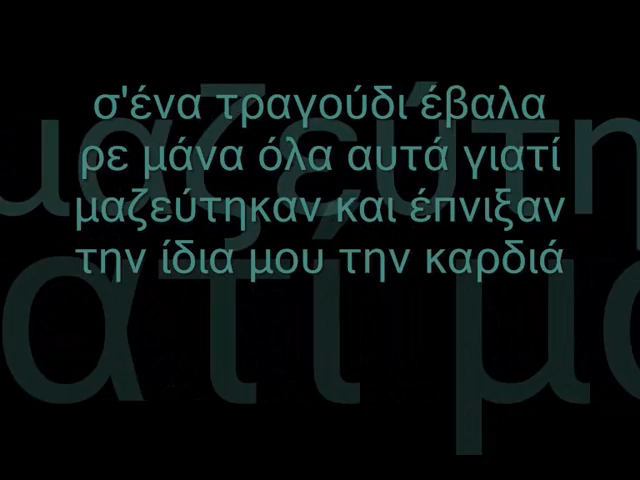 σ'ένα τραγούδι έβαλα
ρε μάνα όλα αυτά γιατί
μαζεύτηκαν και έπνιξαν
την ίδια μου την καρδιά